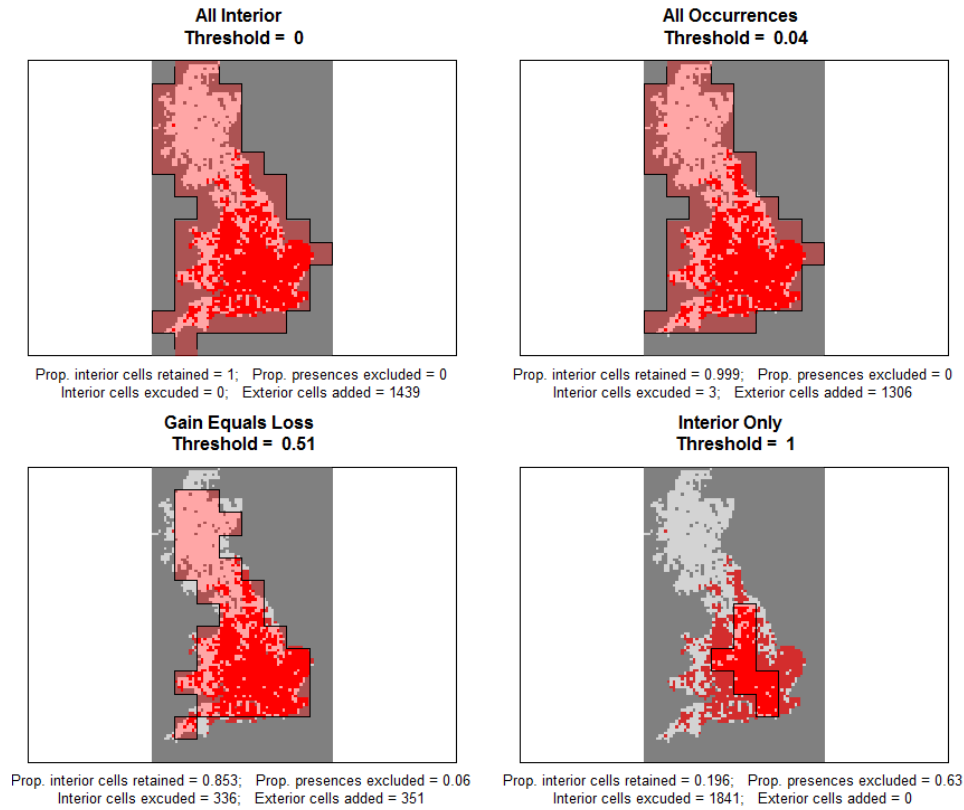 All Interior
Threshold = 0
Prop. interior cells retained = 1; Prop. presences excluded = 0
Interior cells excuded = 0; Exterior cells added = 1439
All Occurrences
Threshold = 0.04
Prop. interior cells retained = 0.999; Prop. presences excluded = 0
Interior cells excuded = 3; Exterior cells added = 1306
Gain Equals Loss
Threshold = 0.51
Prop. interior cells retained = 0.853; Prop. presences excluded = 0.06
Interior cells excuded = 336; Exterior cells added = 351
Interior Only
Threshold = 1
Prop. interior cells retained = 0.196; Prop. presences excluded = 0.63
Interior cells excuded = 1841; Exterior cells added = 0